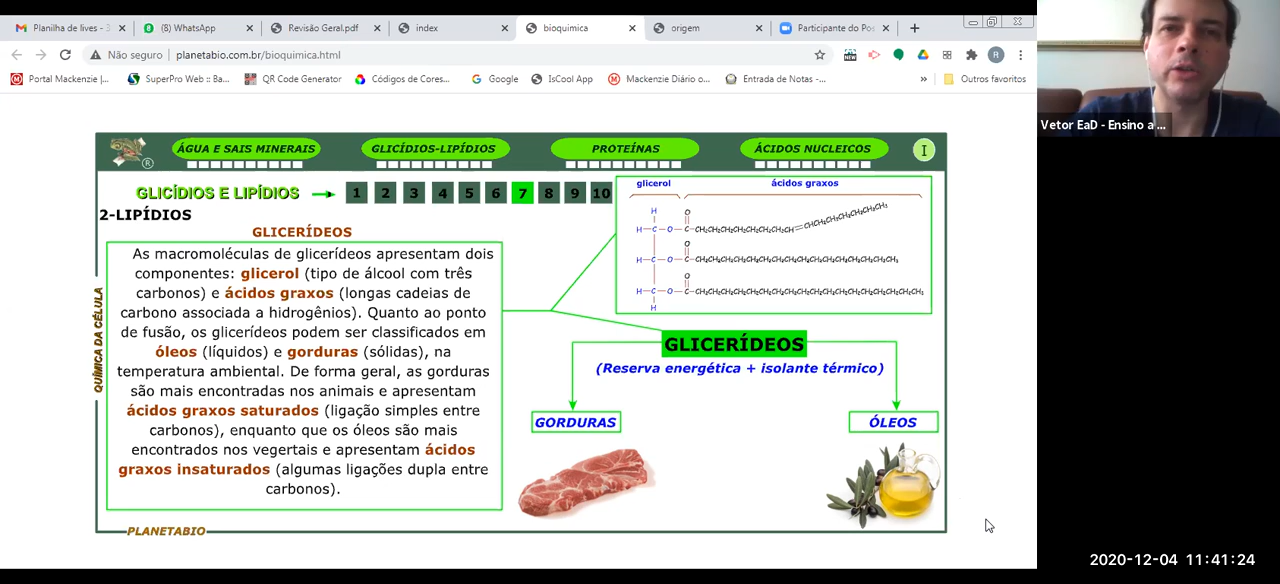 Planilha de lives - 3
(8) WhatsApp
Revisão Geral.pdf
index
bioquimica
origem
Participante do Po
Não seguro | planetabio.com.br/bioquimica.html
Portal Mackenzie |...
SuperPro Web :: Ba...
QR Code Generator
Códigos de Cores...
Google
IsCool App
Mackenzie Diário o...
Entrada de Notas -...
»
Outros favoritos
Vetor EaD - Ensino a ...
ÁGUA E SAIS MINERAIS
GLICÍDIOS-LIPÍDIOS
PROTEÍNAS
ÁCIDOS NUCLEICOS
I
GLICÍDIOS E LIPÍDIOS
1 2 3 4 5 6 7 8 9 10
glicerol
ácidos graxos
2-LIPÍDIOS
GLICERÍDEOS
As macromoléculas de glicerídeos apresentam dois
componentes: glicerol (tipo de álcool com três
carbonos) e ácidos graxos (longas cadeias de
carbono associada a hidrogênios). Quanto ao ponto
de fusão, os glicerídeos podem ser classificados em
óleos (líquidos) e gorduras (sólidas), na
temperatura ambiental. De forma geral, as gorduras
são mais encontradas nos animais e apresentam
ácidos graxos saturados (ligação simples entre
carbonos), enquanto que os óleos são mais
encontrados nos vegetais e apresentam ácidos
graxos insaturados (algumas ligações dupla entre
carbonos).
QUÍMICA DA CÉLULA
GLICERÍDEOS
(Reserva energética + isolante térmico)
GORDURAS
ÓLEOS
PLANETABIO
2020-12-04 11:41:24